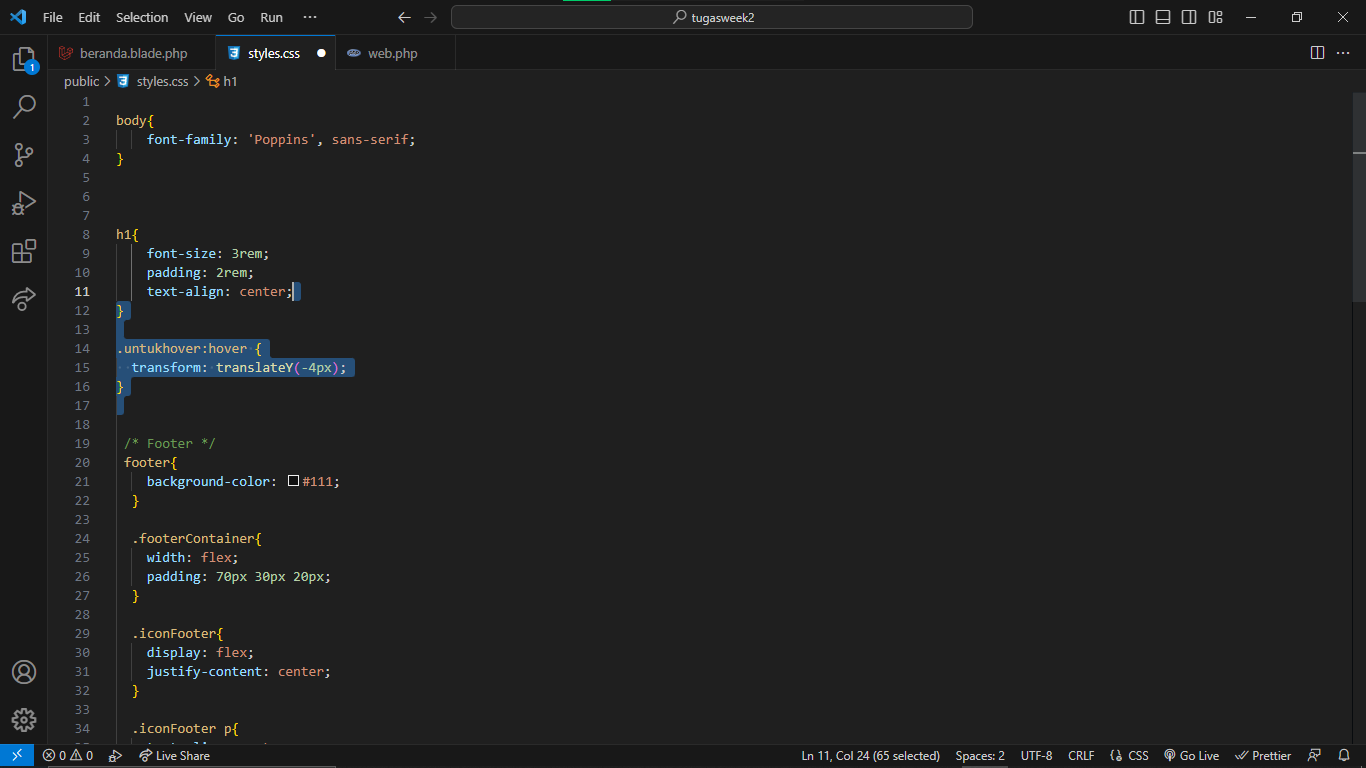 File Edit Selection View Go Run ··· tugasweek2
beranda.blade.php styles.css web.php
1
public > styles.css > h1
1
2 body{
3 font-family: 'Poppins', sans-serif;
4 }
5
6
7
8 h1{
9 font-size: 3rem;
10 padding: 2rem;
11 text-align: center;
12 }
13
14 .untukhover:hover {
15 transform: translateY(-4px);
16 }
17
18
19 /* Footer */
20 footer{
21 background-color: #111;
22 }
23
24 .footerContainer{
25 width: flex;
26 padding: 70px 30px 20px;
27 }
28
29 .iconFooter{
30 display: flex;
31 justify-content: center;
32 }
33
34 .iconFooter p{
0 0 Live Share Ln 11, Col 24 (65 selected) Spaces: 2 UTF-8 CRLF {} CSS Go Live Prettier